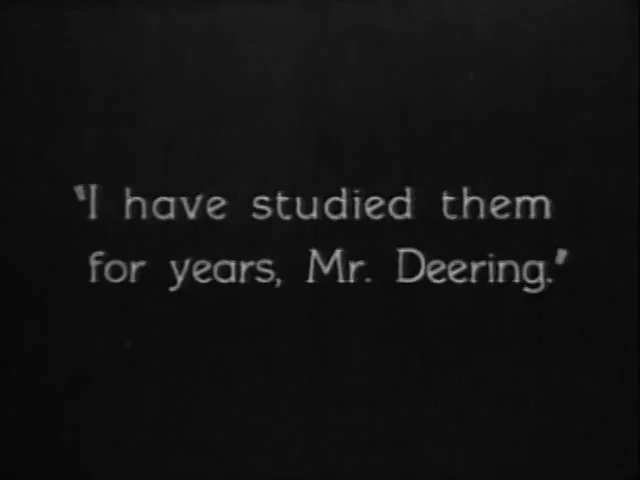 "I have studied them
for years, Mr. Deering."